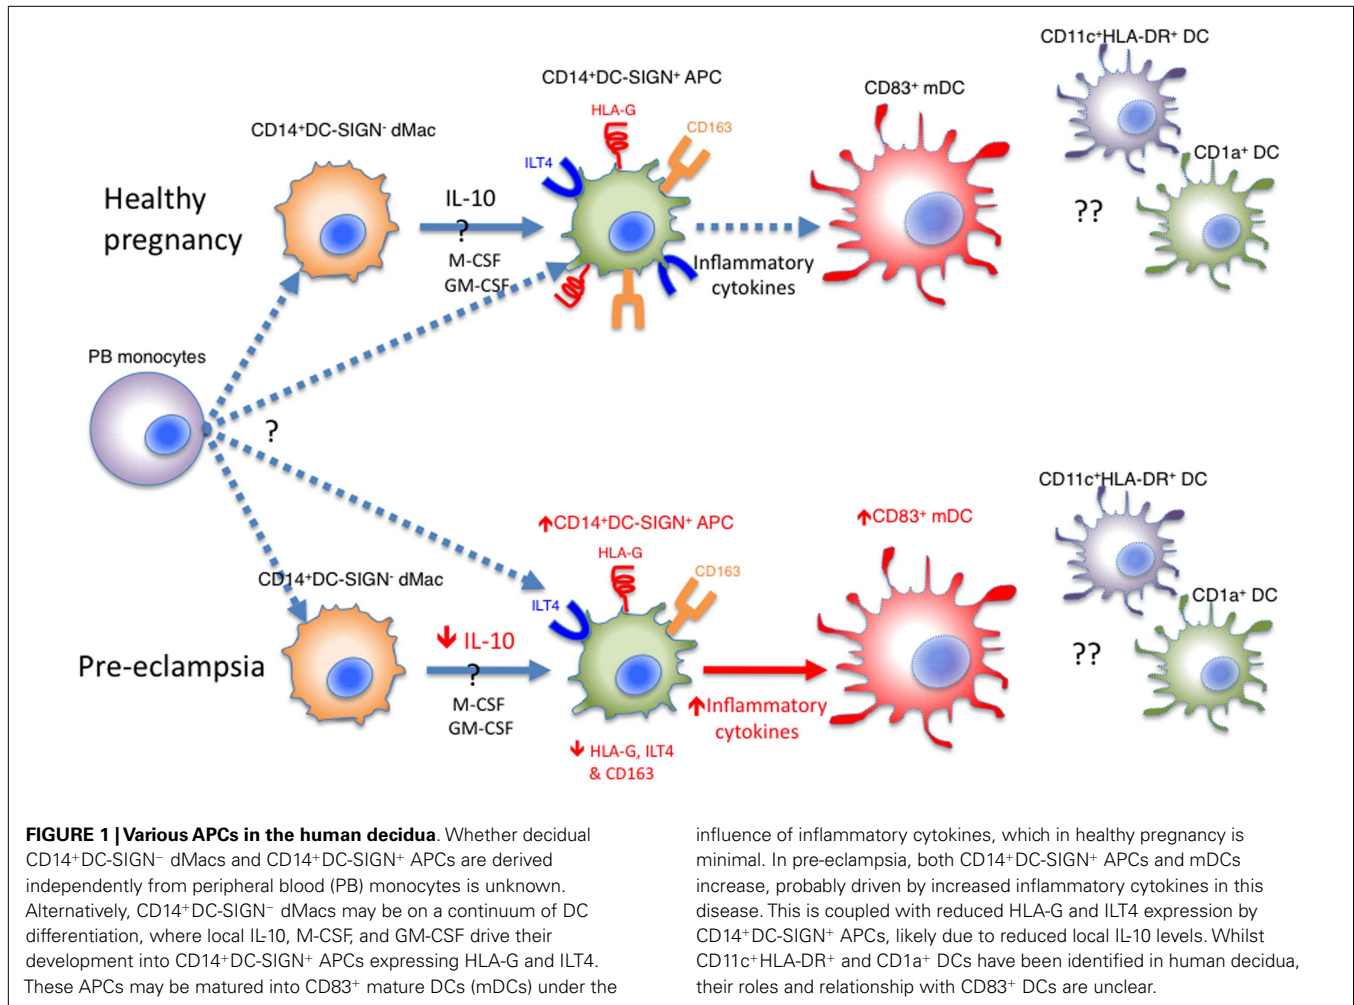 CD11c⁺HLA-DR⁺ DC
CD14⁺DC-SIGN⁺ APC
CD83⁺ mDC
HLA-G
CD163
CD14⁺DC-SIGN⁻ dMac
ILT4
CD1a⁺ DC
Healthy
pregnancy
IL-10
?
M-CSF
GM-CSF
Inflammatory
cytokines
??
PB monocytes
?
CD11c⁺HLA-DR⁺ DC
↑CD14⁺DC-SIGN⁺ APC
↑CD83⁺ mDC
HLA-G
CD163
CD14⁺DC-SIGN⁻ dMac
ILT4
CD1a⁺ DC
Pre-eclampsia
↓ IL-10
?
M-CSF
GM-CSF
↑Inflammatory
cytokines
??
↓ HLA-G, ILT4
& CD163
FIGURE 1 | Various APCs in the human decidua. Whether decidual
CD14⁺DC-SIGN⁻ dMacs and CD14⁺DC-SIGN⁺ APCs are derived
independently from peripheral blood (PB) monocytes is unknown.
Alternatively, CD14⁺DC-SIGN⁻ dMacs may be on a continuum of DC
differentiation, where local IL-10, M-CSF, and GM-CSF drive their
development into CD14⁺DC-SIGN⁺ APCs expressing HLA-G and ILT4.
These APCs may be matured into CD83⁺ mature DCs (mDCs) under the
influence of inflammatory cytokines, which in healthy pregnancy is
minimal. In pre-eclampsia, both CD14⁺DC-SIGN⁺ APCs and mDCs
increase, probably driven by increased inflammatory cytokines in this
disease. This is coupled with reduced HLA-G and ILT4 expression by
CD14⁺DC-SIGN⁺ APCs, likely due to reduced local IL-10 levels. Whilst
CD11c⁺HLA-DR⁺ and CD1a⁺ DCs have been identified in human decidua,
their roles and relationship with CD83⁺ DCs are unclear.